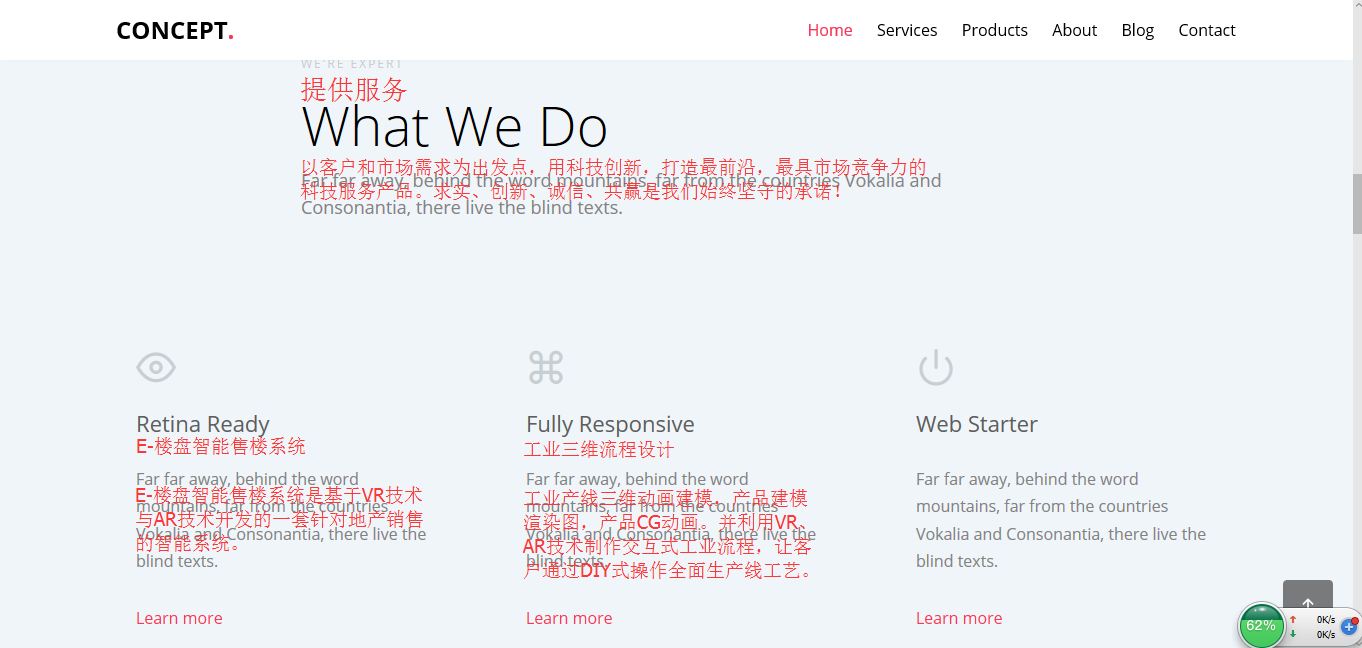 CONCEPT.
Home Services Products About Blog Contact
WE'RE EXPERT
提供服务
What We Do
以客户和市场需求为出发点，用科技创新，打造最前沿，最具市场竞争力的
Far far away, behind the word mountains, far from the countries Vokalia and
科技服务产品。求实、创新、诚信、共赢是我们始终坚守的承诺！
Consonantia, there live the blind texts.
Retina Ready
E-楼盘智能售楼系统
Far far away, behind the word
E-楼盘智能售楼系统是基于VR技术
mountains, far from the countries
与AR技术开发的一套针对地产销售
Vokalia and Consonantia, there live the
的智能系统。
blind texts.
Learn more
Fully Responsive
工业三维流程设计
Far far away, behind the word
工业产线三维动画建模，产品建模
mountains, far from the countries
渲染图，产品CG动画。并利用VR、
Vokalia and Consonantia, there live the
AR技术制作交互式工业流程，让客
blind texts.
户通过DIY式操作全面生产线工艺。
Learn more
Web Starter
Far far away, behind the word
mountains, far from the countries
Vokalia and Consonantia, there live the
blind texts.
Learn more
62%
0K/s
0K/s